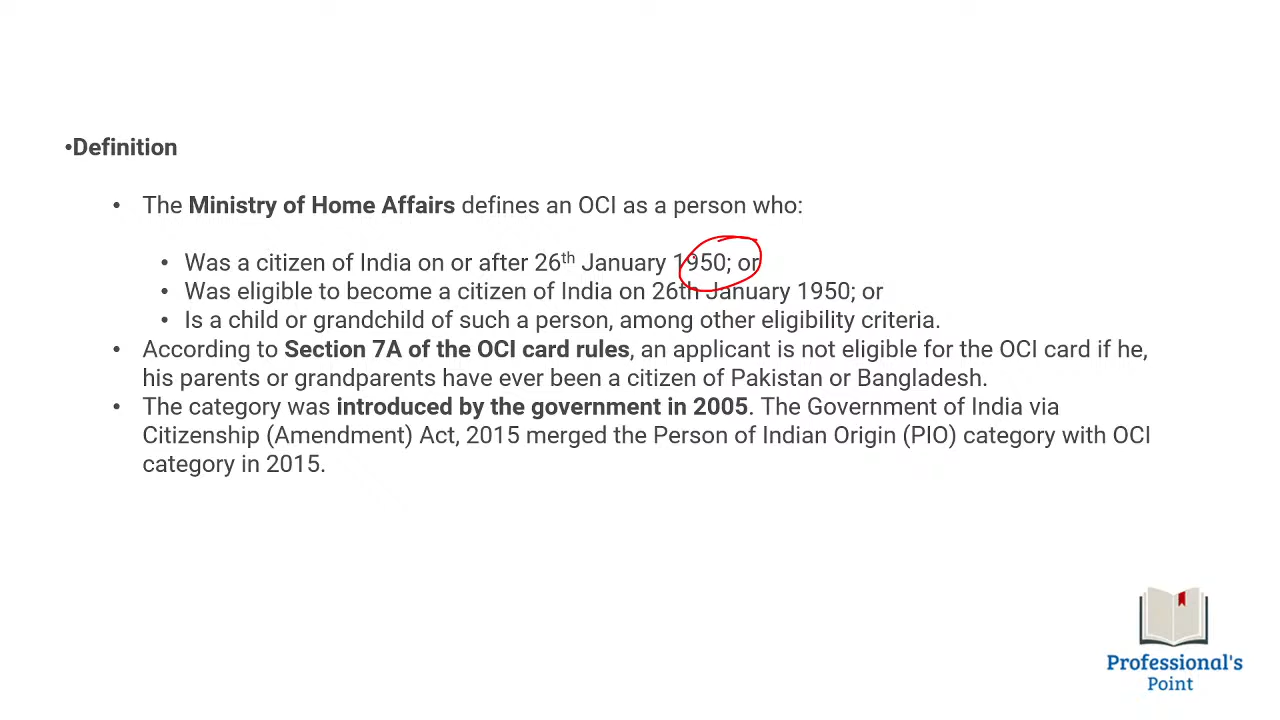 •Definition
• The Ministry of Home Affairs defines an OCI as a person who:
• Was a citizen of India on or after 26th January 1950; or
• Was eligible to become a citizen of India on 26th January 1950; or
• Is a child or grandchild of such a person, among other eligibility criteria.
• According to Section 7A of the OCI card rules, an applicant is not eligible for the OCI card if he,
his parents or grandparents have ever been a citizen of Pakistan or Bangladesh.
• The category was introduced by the government in 2005. The Government of India via
Citizenship (Amendment) Act, 2015 merged the Person of Indian Origin (PIO) category with OCI
category in 2015.
Professional's
Point